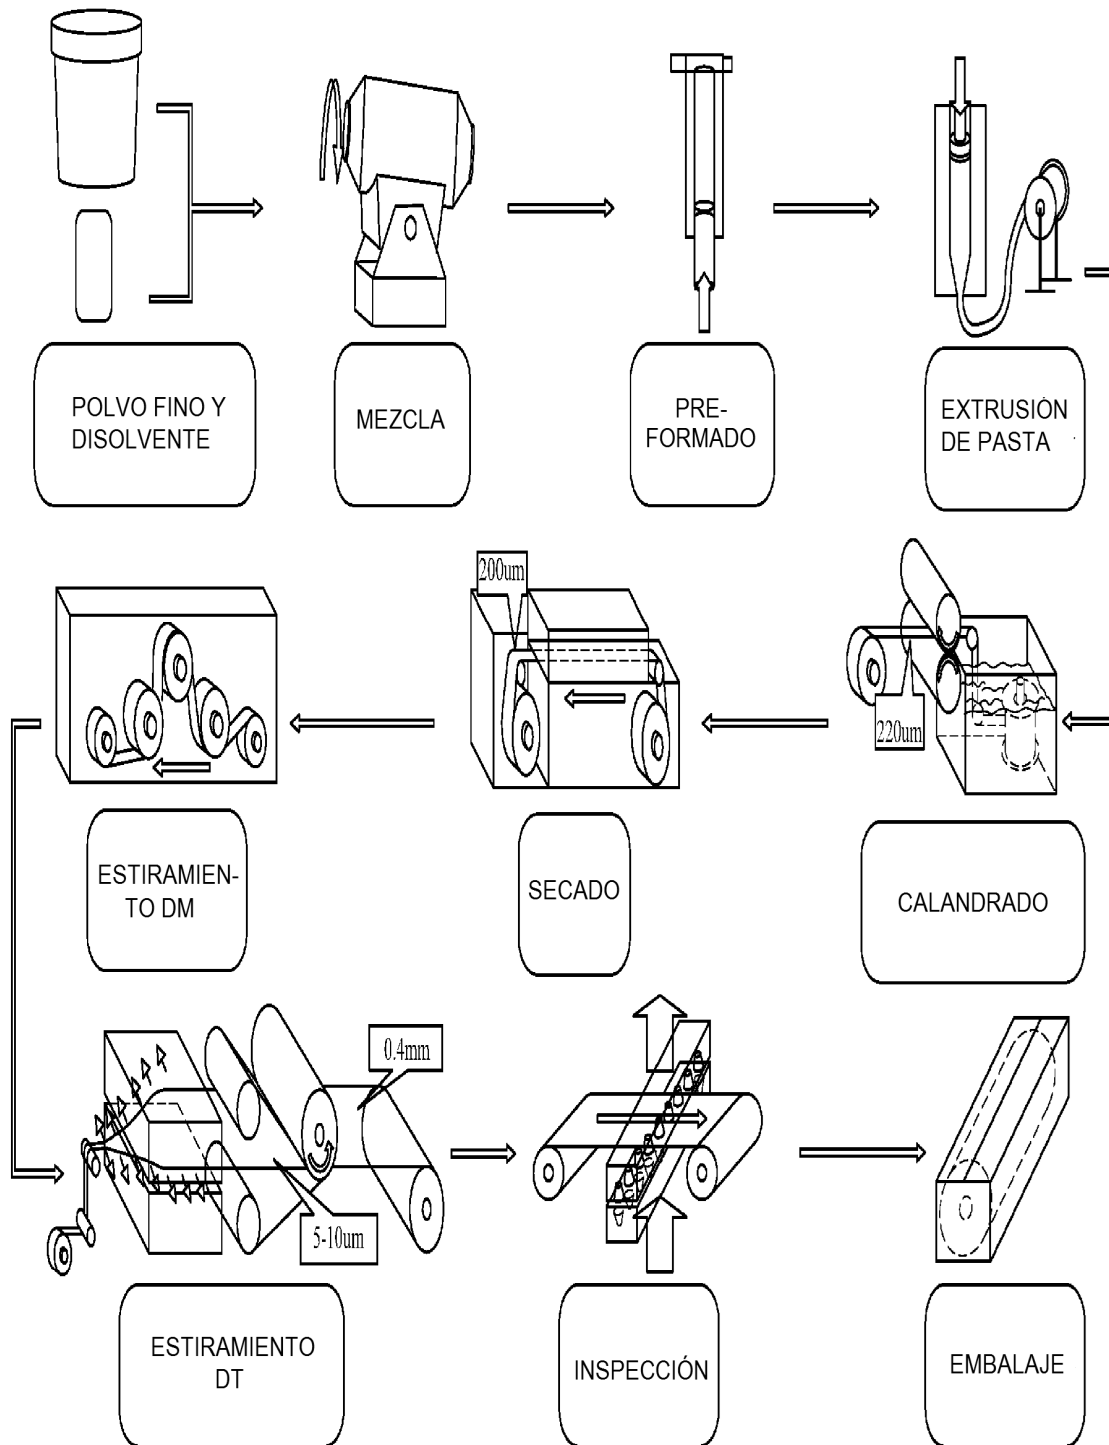 POLVO FINO Y
DISOLVENTE
MEZCLA
PRE-
FORMADO
EXTRUSIÓN
DE PASTA
200um
220um
ESTIRAMIEN-
TO DM
SECADO
CALANDRADO
0.4mm
5-10um
ESTIRAMIENTO
DT
INSPECCIÓN
EMBALAJE